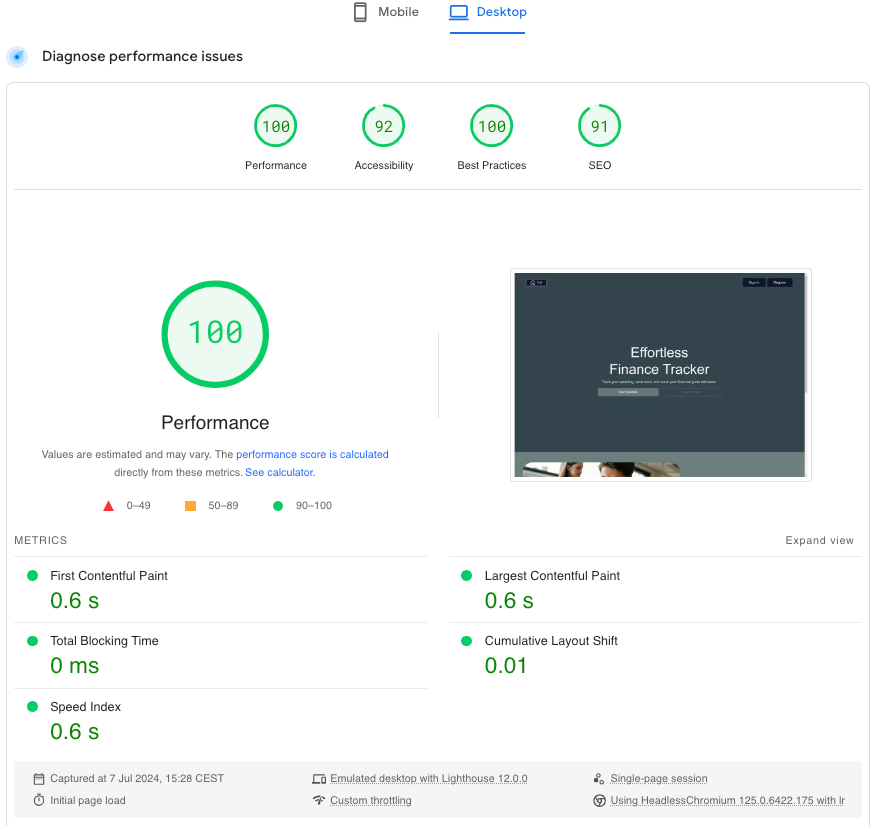 Mobile
Desktop
Diagnose performance issues
100
92
100
91
Performance
Accessibility
Best Practices
SEO
100
Performance
Values are estimated and may vary. The performance score is calculated
directly from these metrics. See calculator.
0–49
50–89
90–100
Effortless
Finance Tracker
Sign In
Register
Get Started
METRICS
Expand view
First Contentful Paint
0.6 s
Largest Contentful Paint
0.6 s
Total Blocking Time
0 ms
Cumulative Layout Shift
0.01
Speed Index
0.6 s
Captured at 7 Jul 2024, 15:28 CEST
Emulated desktop with Lighthouse 12.0.0
Single-page session
Initial page load
Custom throttling
Using HeadlessChromium 125.0.6422.175 with lr